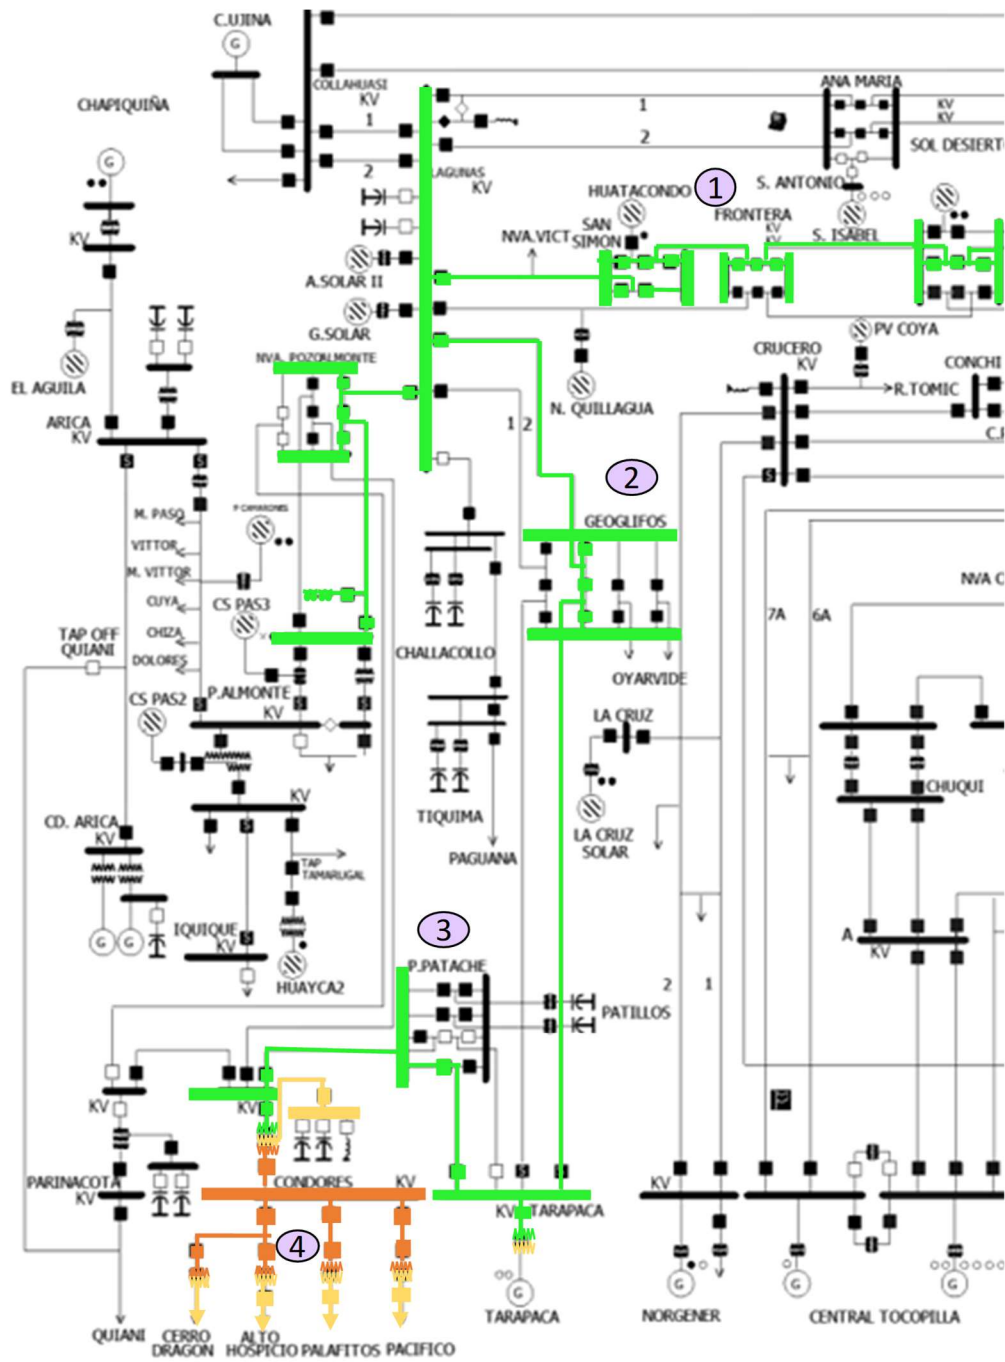 C.UJINA
G
COLLAHUASI
KV
1
2
CHAPIQUIÑA
G
KV
LAGUNAS
KV
1
2
ANA MARIA
KV
KV
SOL DESIERT
S. ANTONIO
S. ISABEL
HUATACONDO
1
FRONTERA
KV
KV
SAN
SIMON
NVA.VICT
A.SOLAR II
G.SOLAR
NVA. POZOALMONTE
EL AGUILA
ARICA
KV
N. QUILLAGUA
PV COYA
CRUCERO
KV
R.TOMIC
CONCHI
1
2
2
GEOGLIFOS
S
S
S
M. PASO
VITTOR
M. VITTOR
CUYA
CHIZA
DOLORES
P CAMARONES
CS PAS3
TAP OFF
QUIANI
CS PAS2
P.ALMONTE
KV
S
S
CHALLACOLLO
OYARVIDE
7A
6A
NVA C
LA CRUZ
LA CRUZ
SOLAR
TIQUIMA
PAGUANA
CHUQUI
CD. ARICA
KV
KV
S
TAP
TAMARUGAL
G
G
IQUIQUE
KV
S
HUAYCA2
3
P.PATACHE
PATILLOS
2
1
A
KV
KV
KV
PARINACOTA
KV
CONDORES
KV
KV
TARAPACA
S
4
QUIANI
CERRO
DRAGON
ALTO
HOSPICIO
PALAFITOS
PACIFICO
G
TARAPACA
KV
G
NORGENER
G
G
CENTRAL TOCOPILLA